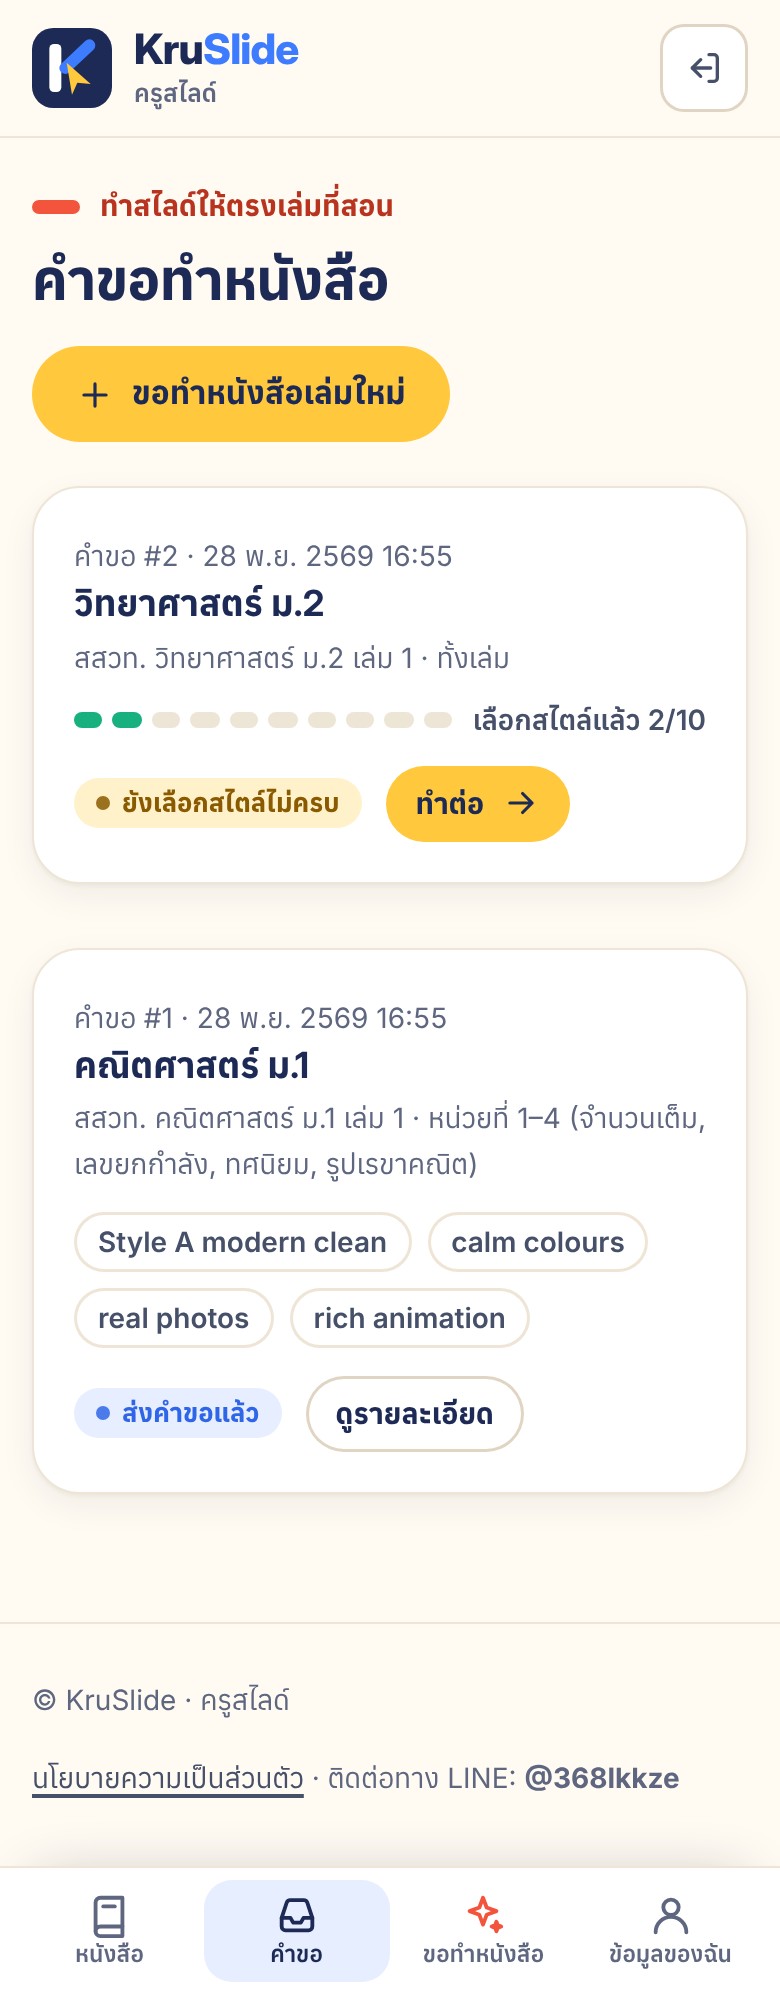 KruSlide
ครูสไลด์
ทำสไลด์ให้ตรงเล่มที่สอน
คำขอทำหนังสือ
ขอทำหนังสือเล่มใหม่
คำขอ #2 · 28 พ.ย. 2569 16:55
วิทยาศาสตร์ ม.2
สสวท. วิทยาศาสตร์ ม.2 เล่ม 1 · ทั้งเล่ม
เลือกสไตล์แล้ว 2/10
ยังเลือกสไตล์ไม่ครบ
ทำต่อ →
คำขอ #1 · 28 พ.ย. 2569 16:55
คณิตศาสตร์ ม.1
สสวท. คณิตศาสตร์ ม.1 เล่ม 1 · หน่วยที่ 1–4 (จำนวนเต็ม,
เลขยกกำลัง, ทศนิยม, รูปเรขาคณิต)
Style A modern clean
calm colours
real photos
rich animation
ส่งคำขอแล้ว
ดูรายละเอียด
© KruSlide · ครูสไลด์
นโยบายความเป็นส่วนตัว · ติดต่อทาง LINE: @368lkkze
หนังสือ
คำขอ
ขอทำหนังสือ
ข้อมูลของฉัน